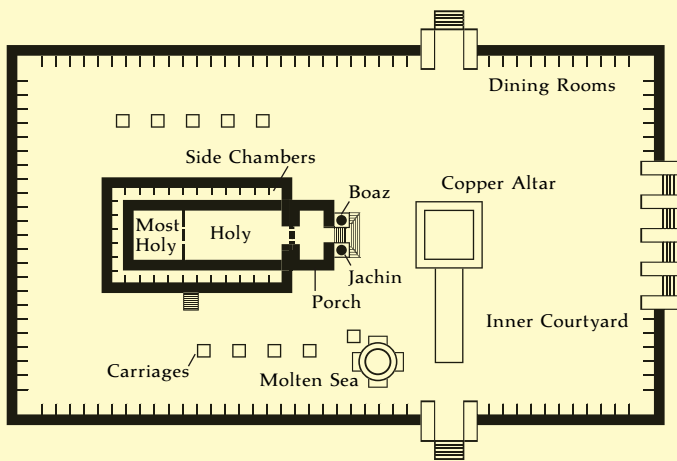 Dining Rooms
Side Chambers
Boaz
Copper Altar
Most
Holy
Holy
Jachin
Porch
Inner Courtyard
Carriages
Molten Sea